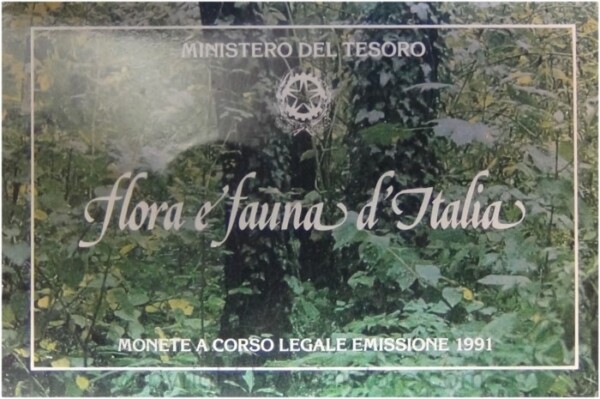 MINISTERO DEL TESORO
flora e fauna d'Italia
MONETE A CORSO LEGALE EMISSIONE 1991